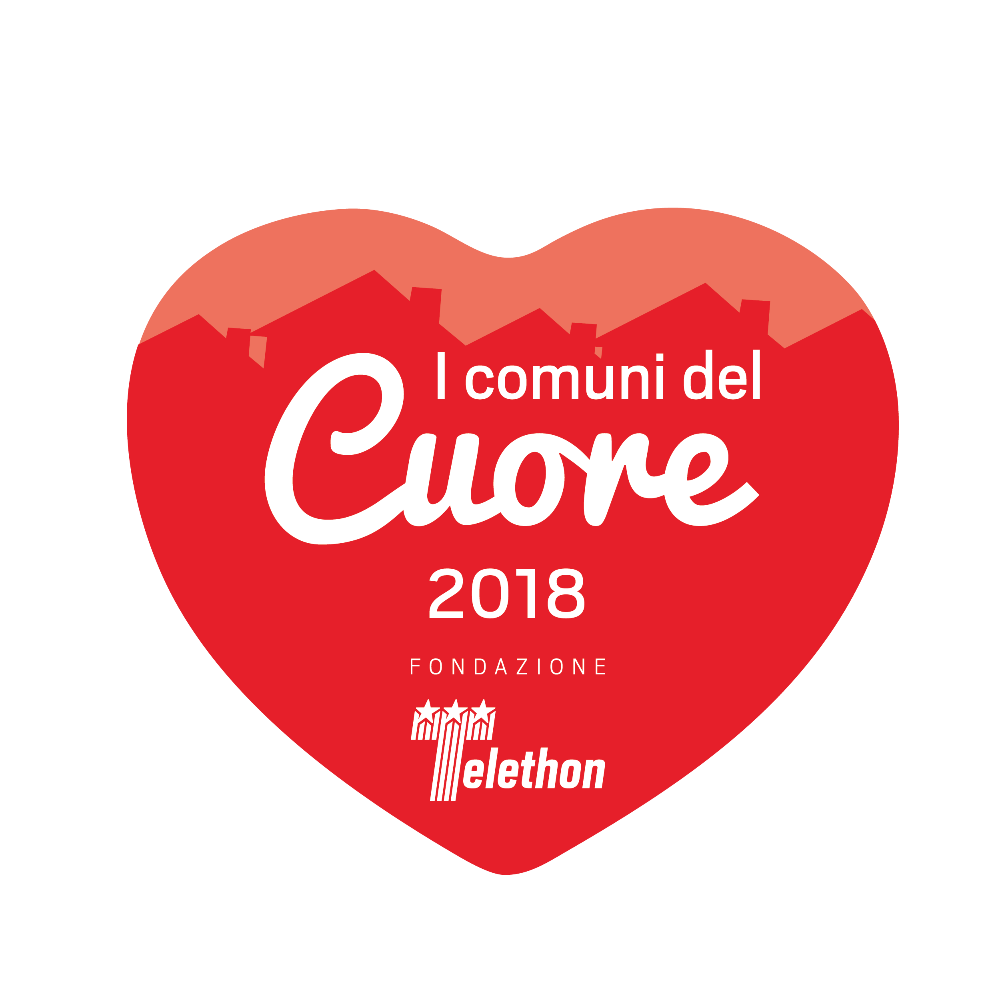 I comuni del
Cuore
2018
FONDAZIONE
Telethon